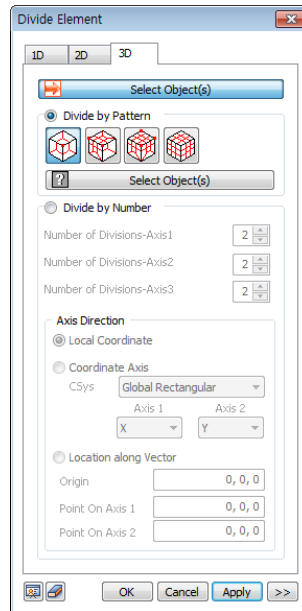 Divide Element
1D 2D 3D
Select Object(s)
Divide by Pattern
? Select Object(s)
Divide by Number
Number of Divisions-Axis1 2
Number of Divisions-Axis2 2
Number of Divisions-Axis3 2
Axis Direction
Local Coordinate
Coordinate Axis
CSys Global Rectangular
Axis 1 Axis 2
X Y
Location along Vector
Origin 0, 0, 0
Point On Axis 1 0, 0, 0
Point On Axis 2 0, 0, 0
OK Cancel Apply >>